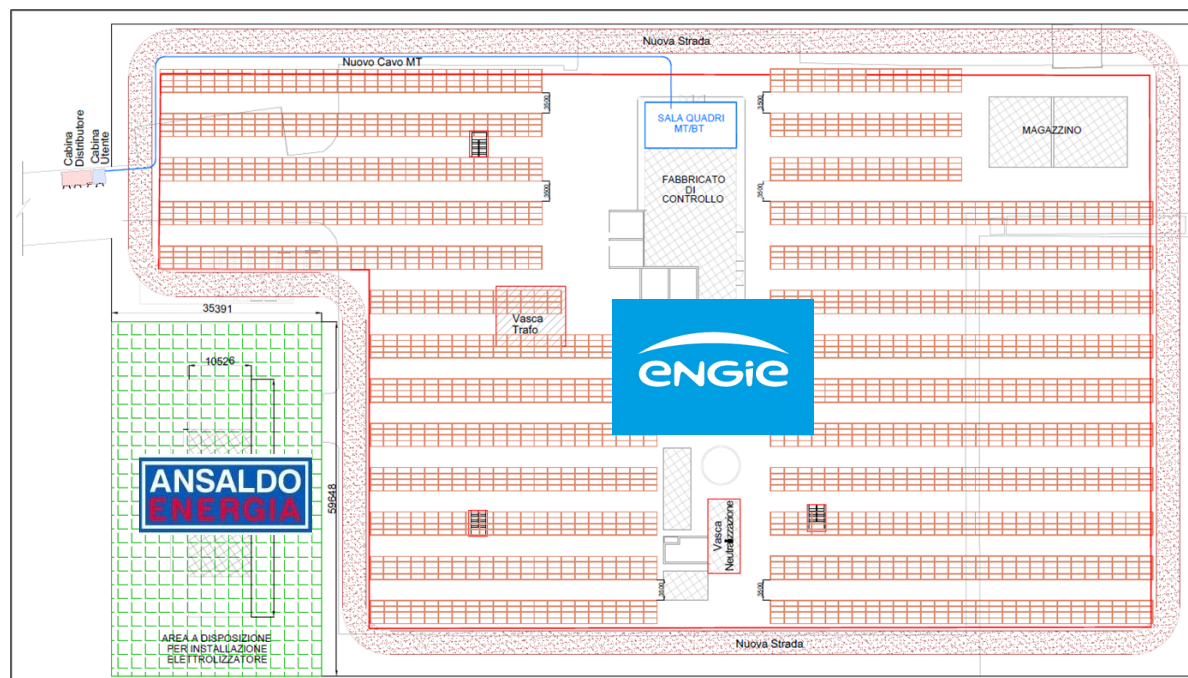 Nuova Strada
Nuovo Cavo MT
3500
3500
SALA QUADRI
MT/BT
MAGAZZINO
Cabina
Distributore
Cabina
Utente
FABBRICATO
DI
CONTROLLO
3500
3500
35391
Vasca
Trafo
ENGIE
10526
ANSALDO
ENERGIA
59648
Vasca
Neutralizzazione
3500
3500
AREA A DISPOSIZIONE
PER INSTALLAZIONE
ELETTROLIZZATORE
Nuova Strada